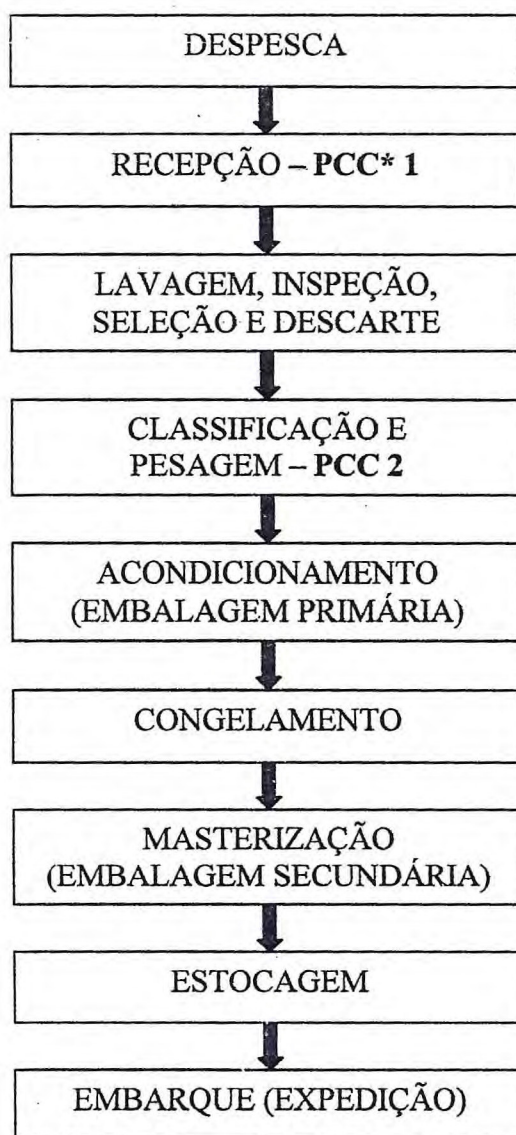 DESPESCA
RECEPÇÃO – PCC* 1
LAVAGEM, INSPEÇÃO,
SELEÇÃO E DESCARTE
CLASSIFICAÇÃO E
PESAGEM – PCC 2
ACONDICIONAMENTO
(EMBALAGEM PRIMÁRIA)
CONGELAMENTO
MASTERIZAÇÃO
(EMBALAGEM SECUNDÁRIA)
ESTOCAGEM
EMBARQUE (EXPEDIÇÃO)